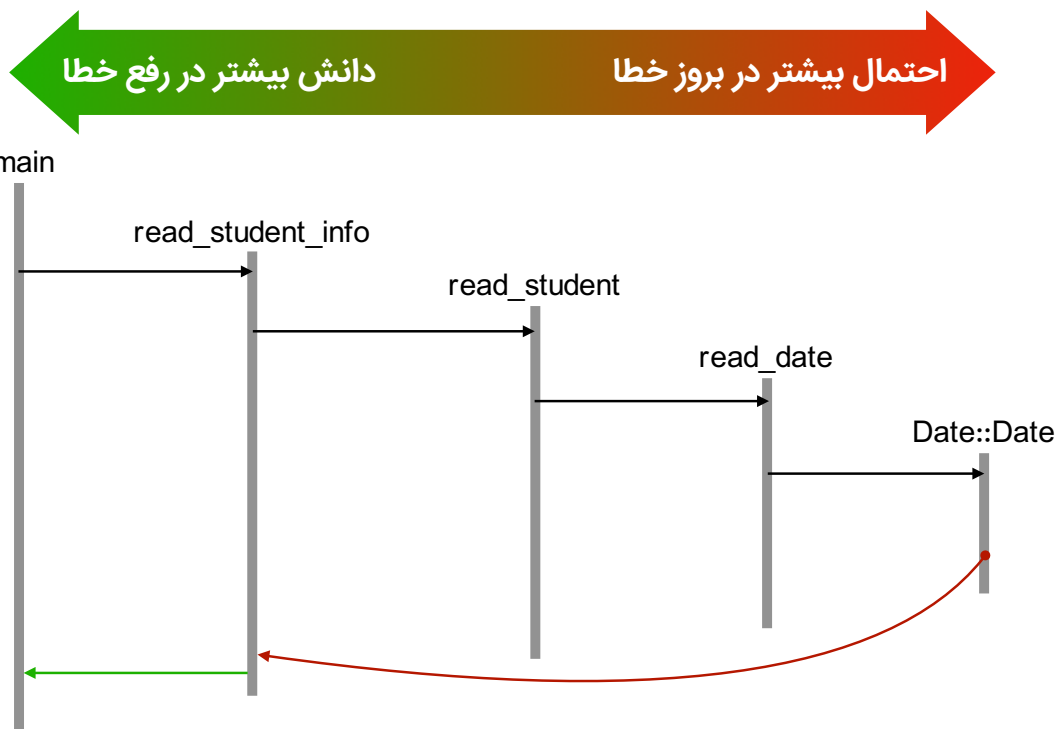 احتمال بیشتر در بروز خطا
دانش بیشتر در رفع خطا
main
read_student_info
read_student
read_date
Date::Date